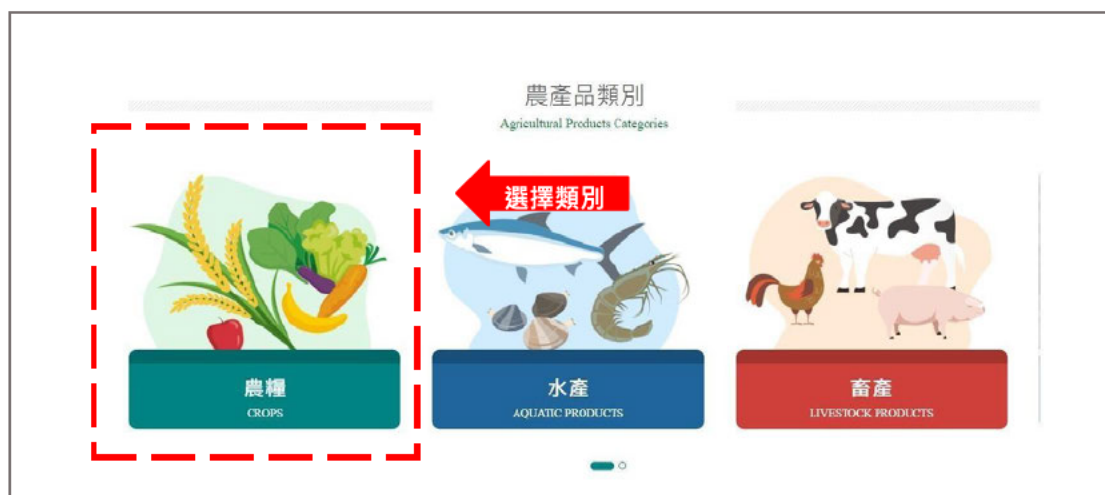 農產品類別
Agricultural Products Categories
選擇類別
農糧
CROPS
水產
AQUATIC PRODUCTS
畜產
LIVESTOCK PRODUCTS